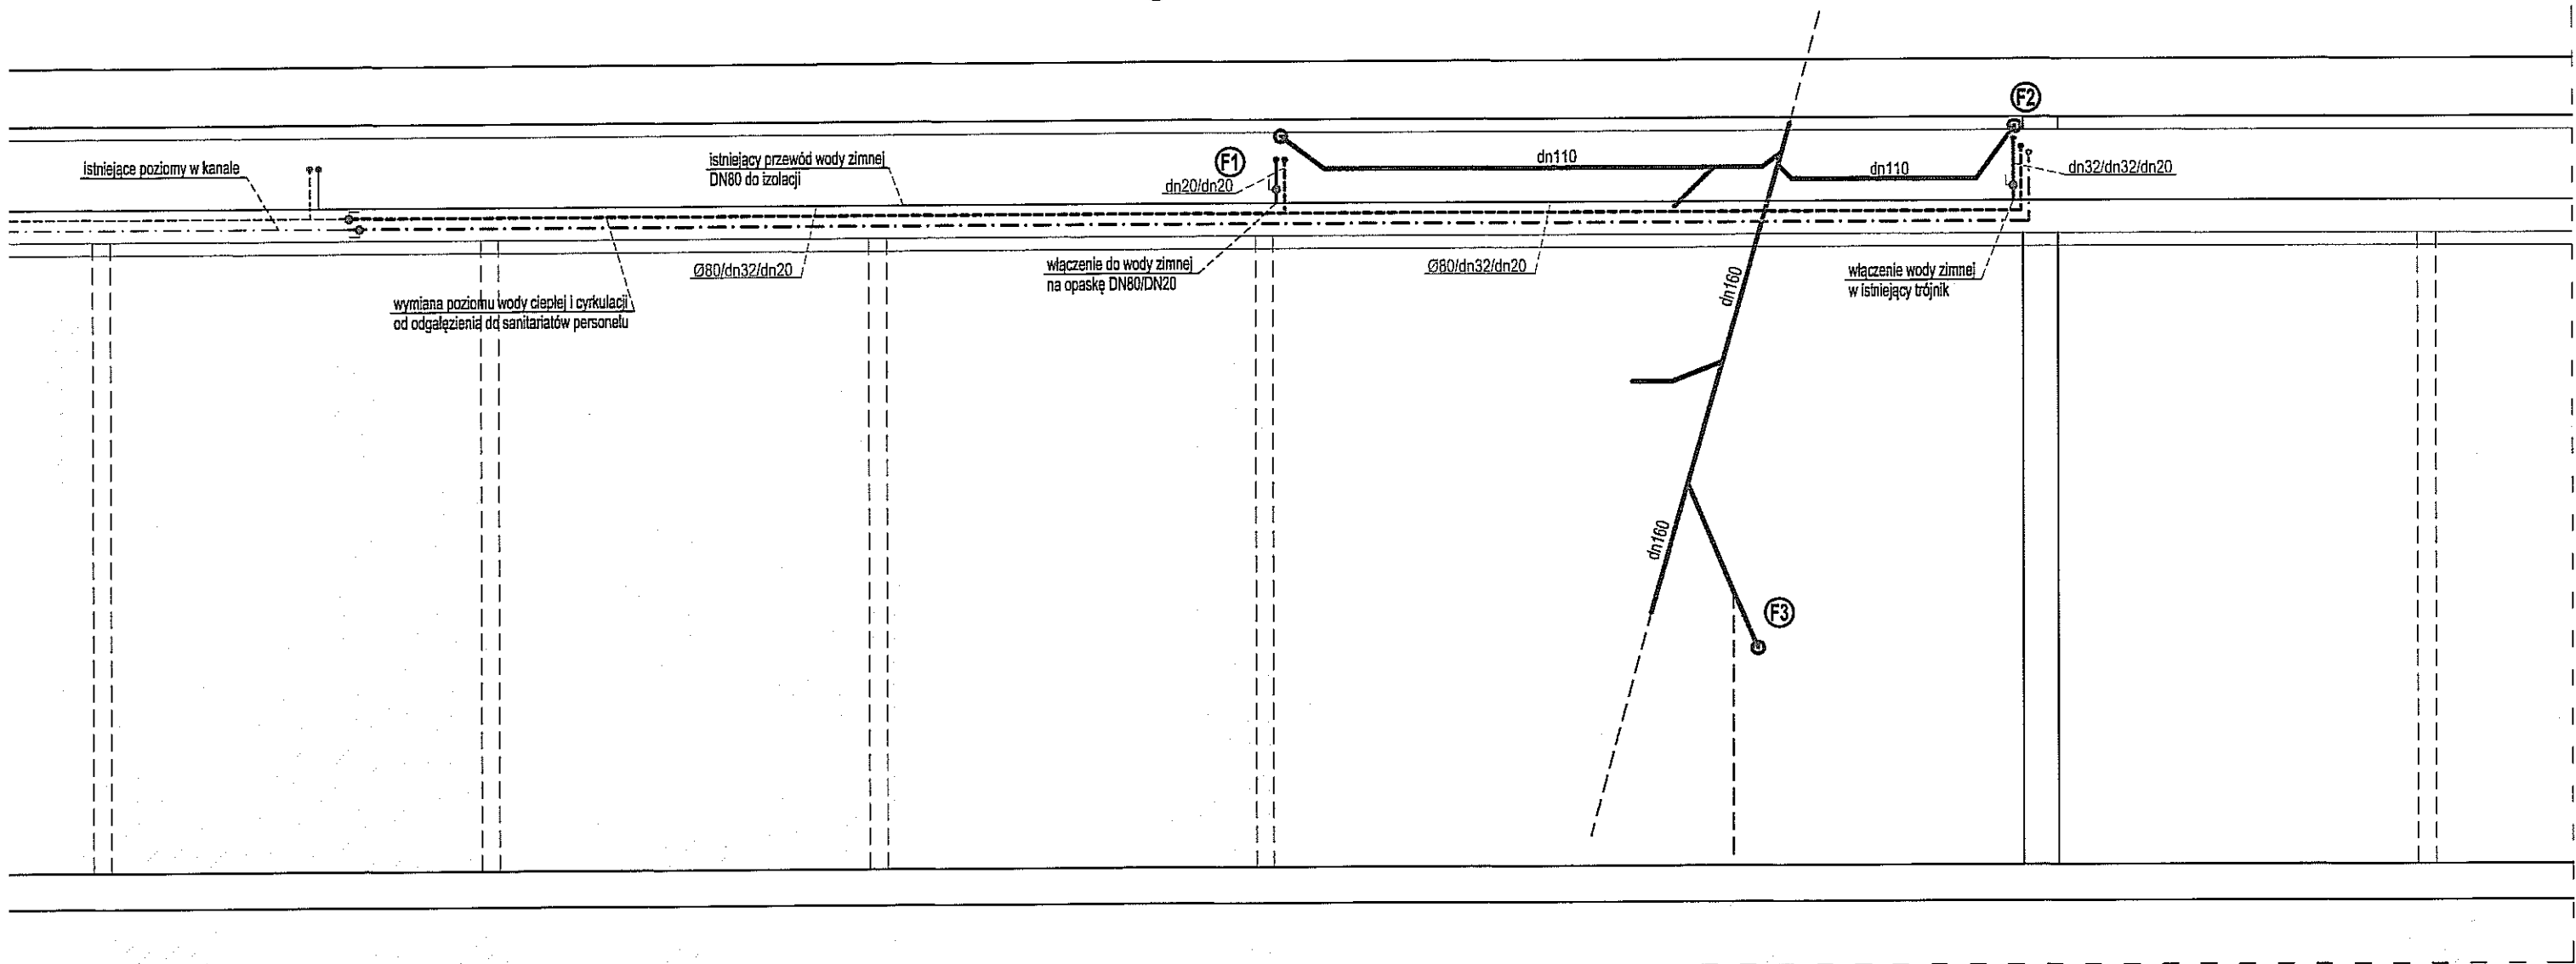 F2
istniejące poziomy w kanale
istniejący przewód wody zimnej
DN80 do izolacji
F1
dn20/dn20
dn110
dn110
dn32/dn32/dn20
Ø80/dn32/dn20
włączenie do wody zimnej
na opaskę DN80/DN20
Ø80/dn32/dn20
włączenie wody zimnej
w istniejący trójnik
wymiana poziomu wody ciepłej i cyrkulacji
od odgałęzienia do sanitariatów personelu
dn160
dn160
F3